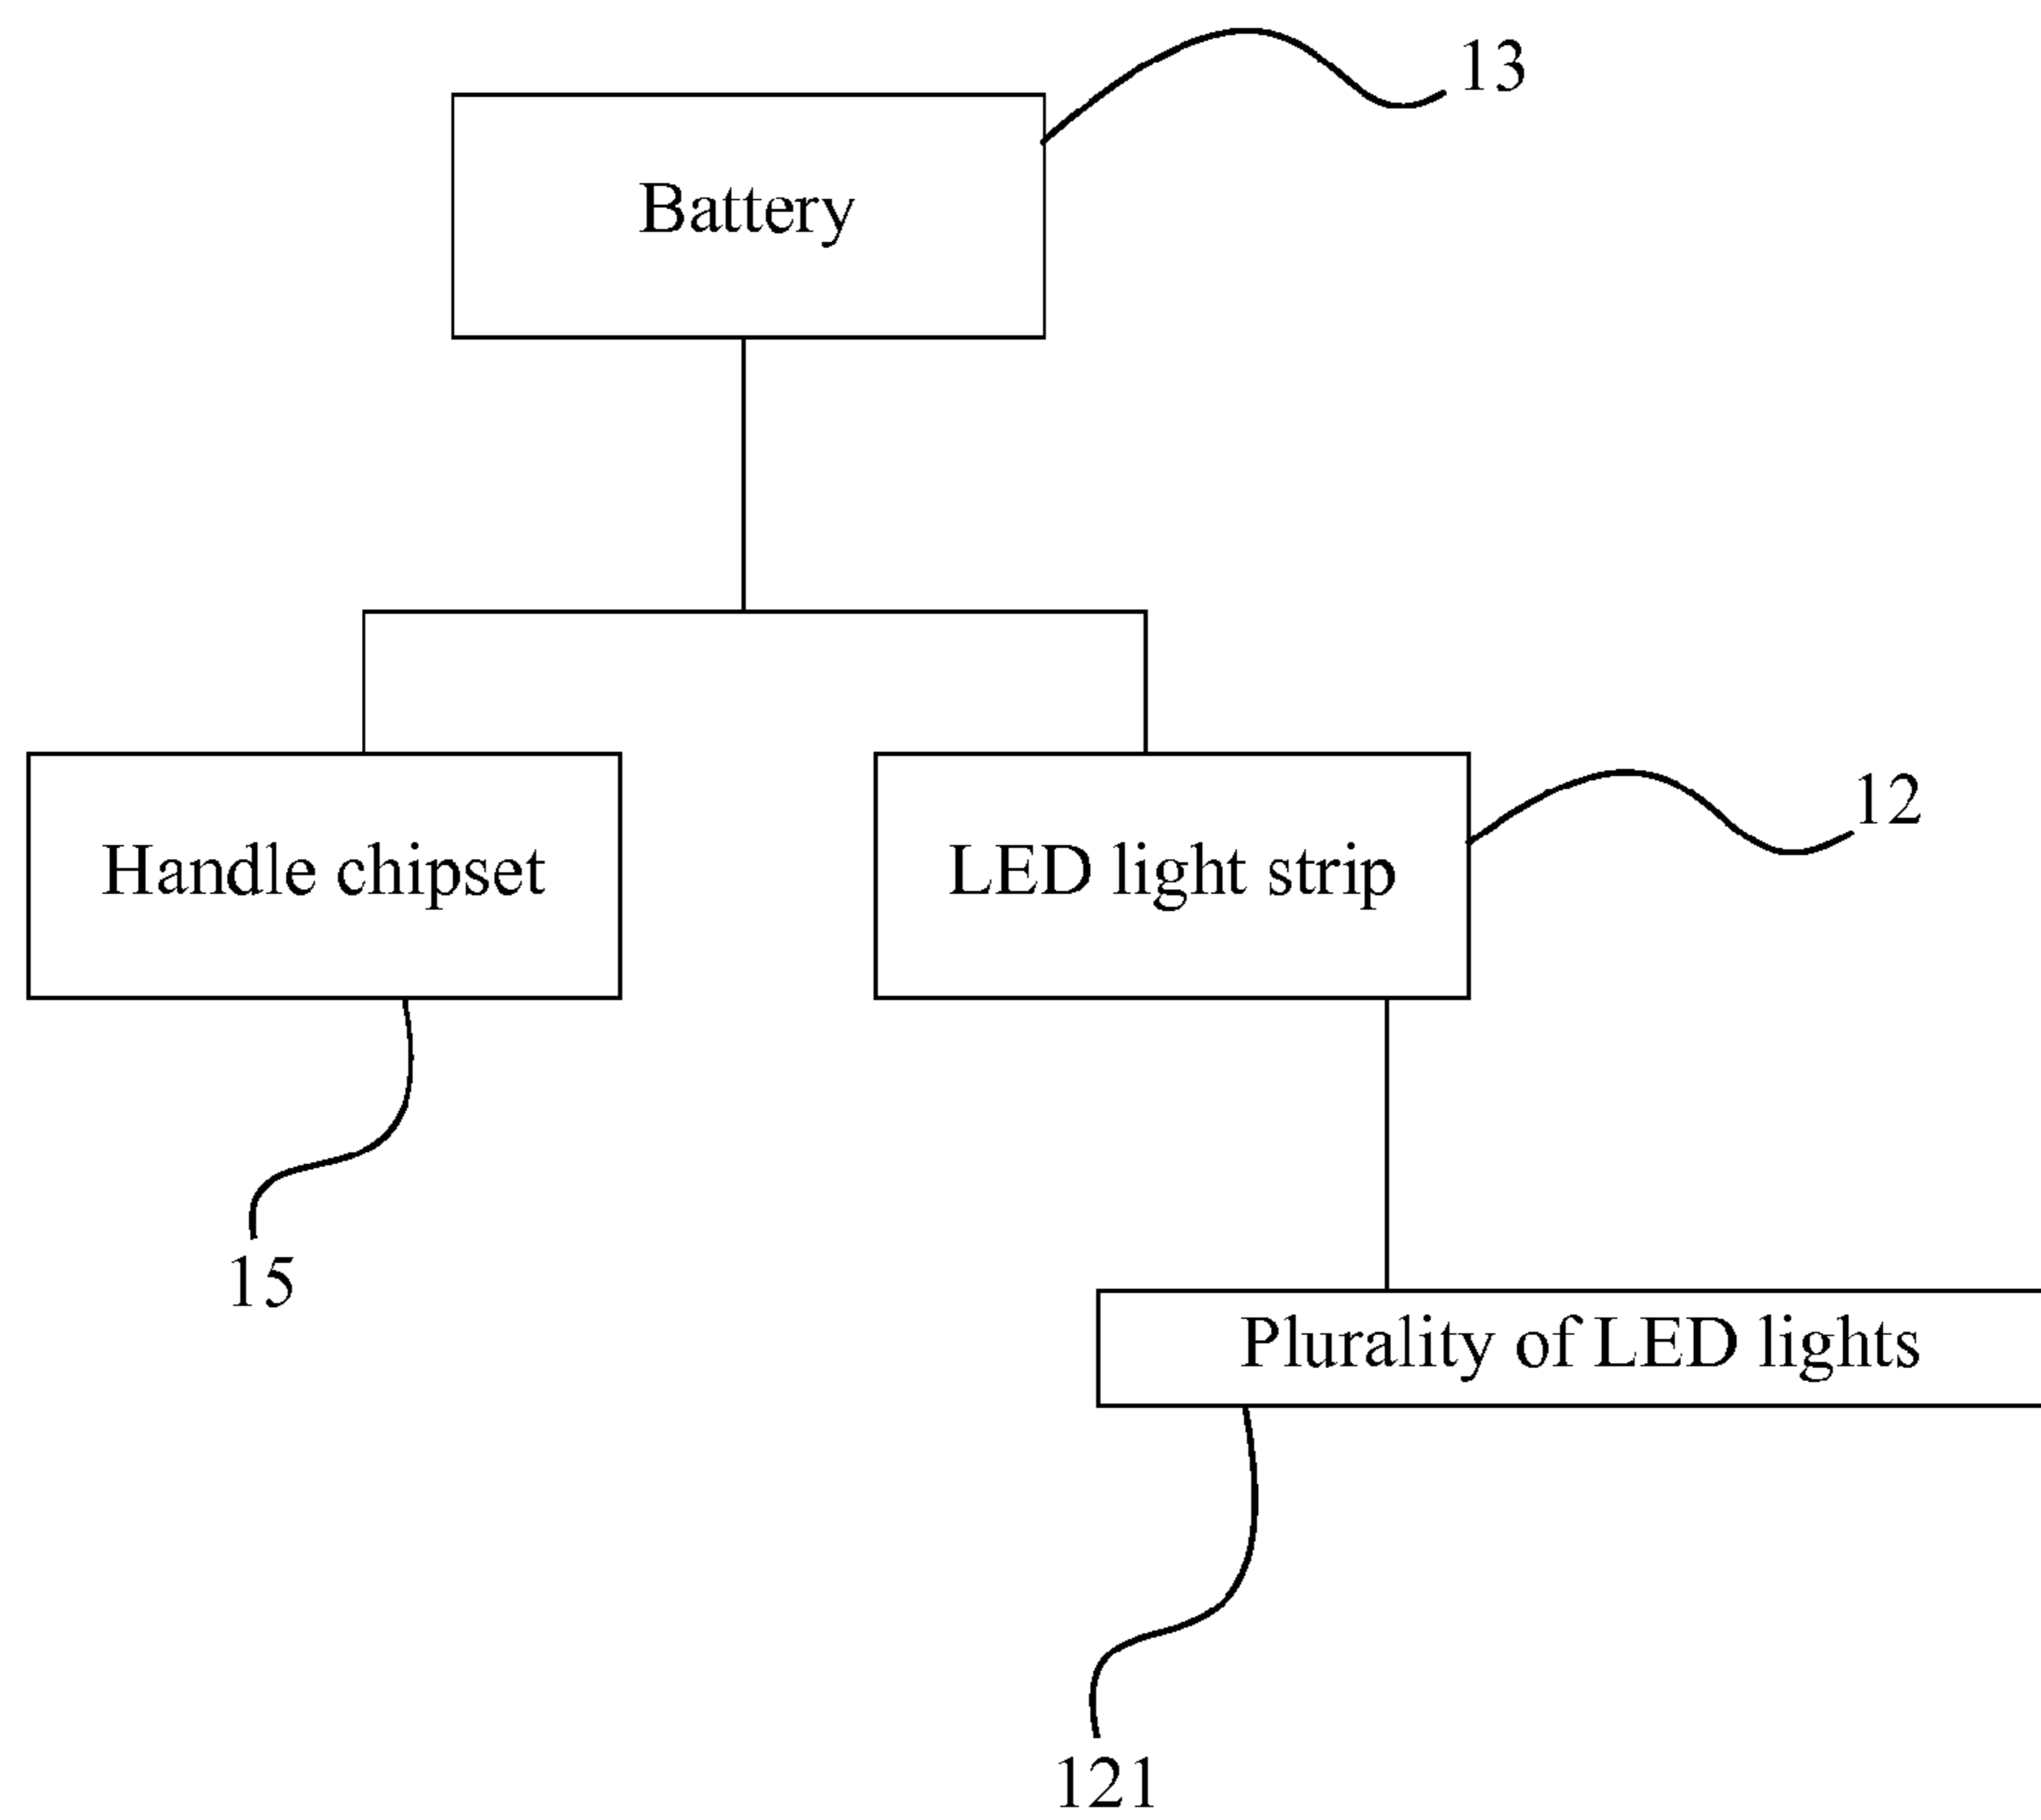 13
Battery
12
Handle chipset
LED light strip
15
Plurality of LED lights
121